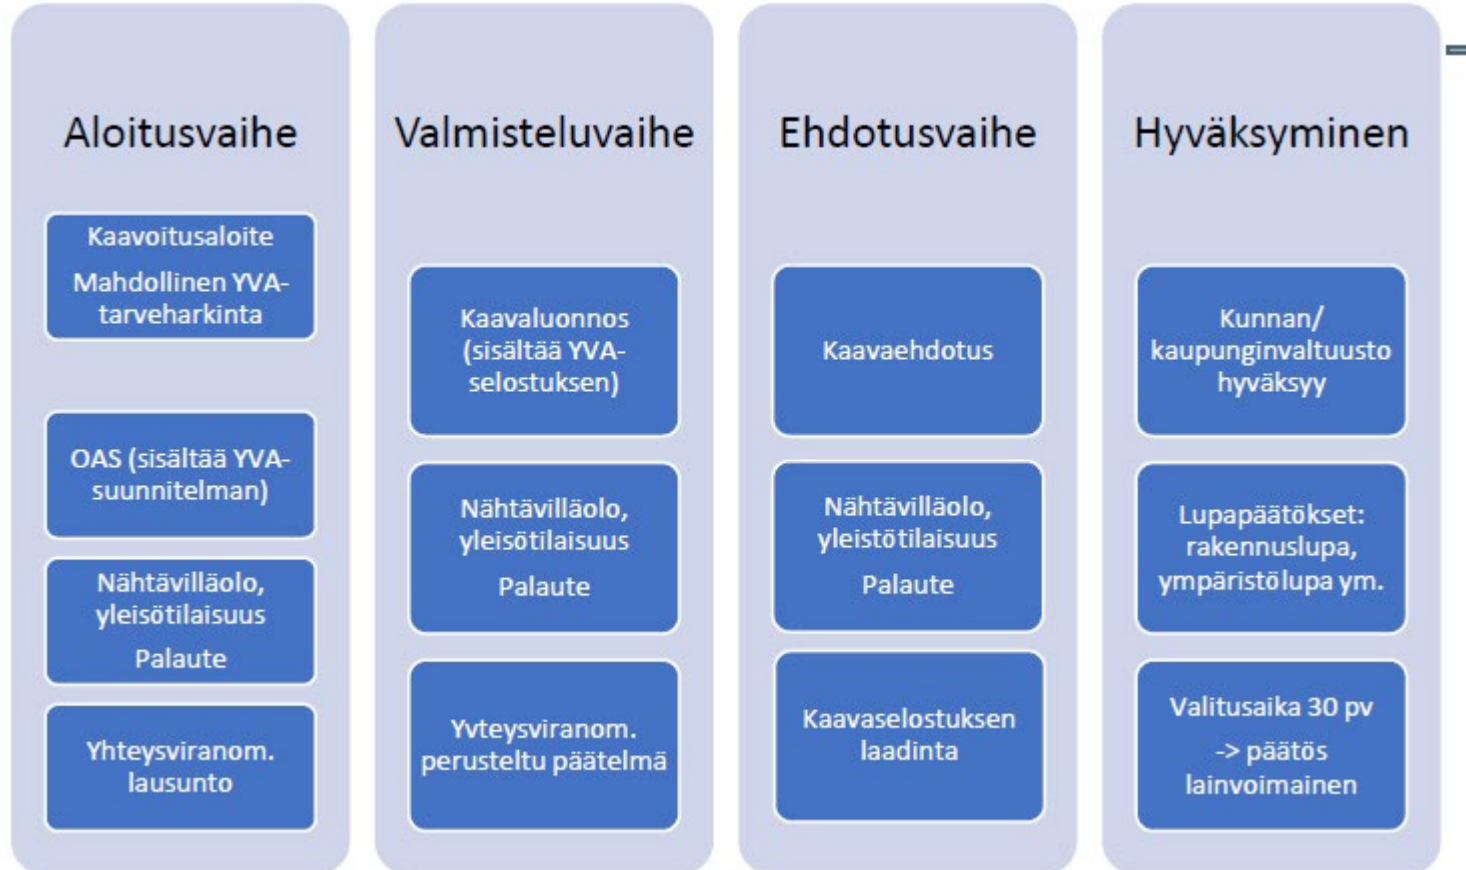 Aloitusvaihe
Kaavoitusaloite
Mahdollinen YVA-
tarveharkinta
OAS (sisältää YVA-
suunnitelman)
Nähtävilläolo,
yleisötilaisuus
Palaute
Yhteysviranom.
lausunto
Valmisteluvaihe
Kaavaluonnos
(sisältää YVA-
selostuksen)
Nähtävilläolo,
yleisötilaisuus
Palaute
Yvteysviranom.
perusteltu päätelmä
Ehdotusvaihe
Kaavaehdotus
Nähtävilläolo,
yleistötilaisuus
Palaute
Kaavaselostuksen
laadinta
Hyväksyminen
Kunnan/
kaupunginvaltuusto
hyväksyy
Lupapäätökset:
rakennuslupa,
ympäristölupa ym.
Valitusaika 30 pv
-> päätös
lainvoimainen